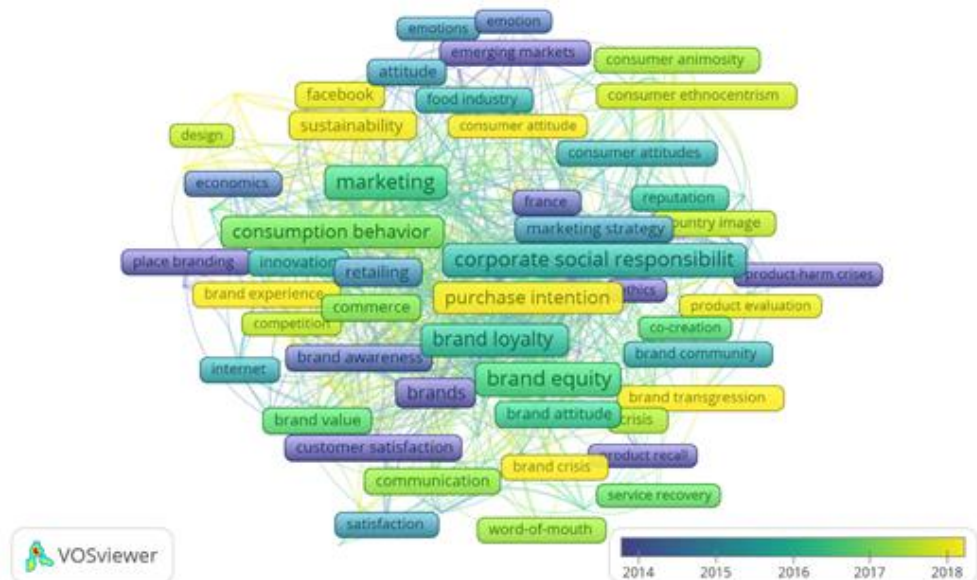 emotions
emotion
emerging markets
consumer animosity
attitude
facebook
food industry
consumer ethnocentrism
sustainability
consumer attitude
design
consumer attitudes
economics
marketing
france
reputation
consumption behavior
marketing strategy
ountry image
place branding
innovation
retailing
corporate social responsibilit
product-harm crises
brand experience
commerce
purchase intention
ethics
product evaluation
competition
brand loyalty
co-creation
internet
brand awareness
brand community
brands
brand equity
brand transgression
brand value
brand attitude
crisis
customer satisfaction
product recall
communication
brand crisis
service recovery
satisfaction
word-of-mouth
VOSviewer
2014 2015 2016 2017 2018